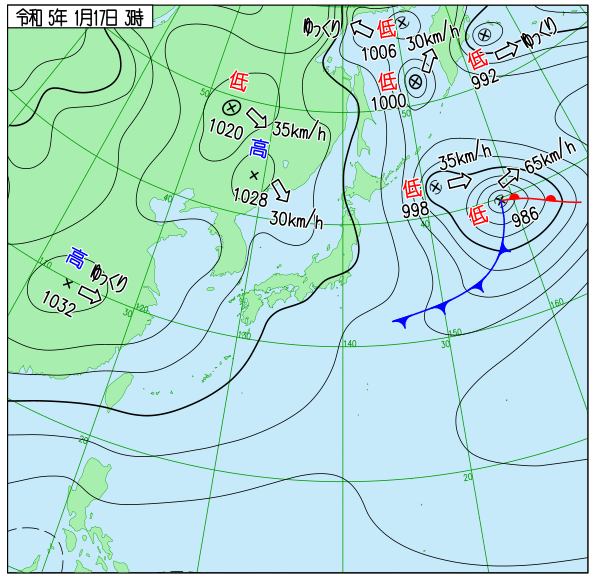 令和 5年 1月17日 3時
ゆっくり
低
1006
30km/h
低
992
ゆっくり
低
1000
低
1020
35km/h
高
1028
30km/h
高
1032
ゆっくり
低
998
35km/h
低
986
65km/h
50
50
40
40
110
120
30
130
140
30
150
160
20
20